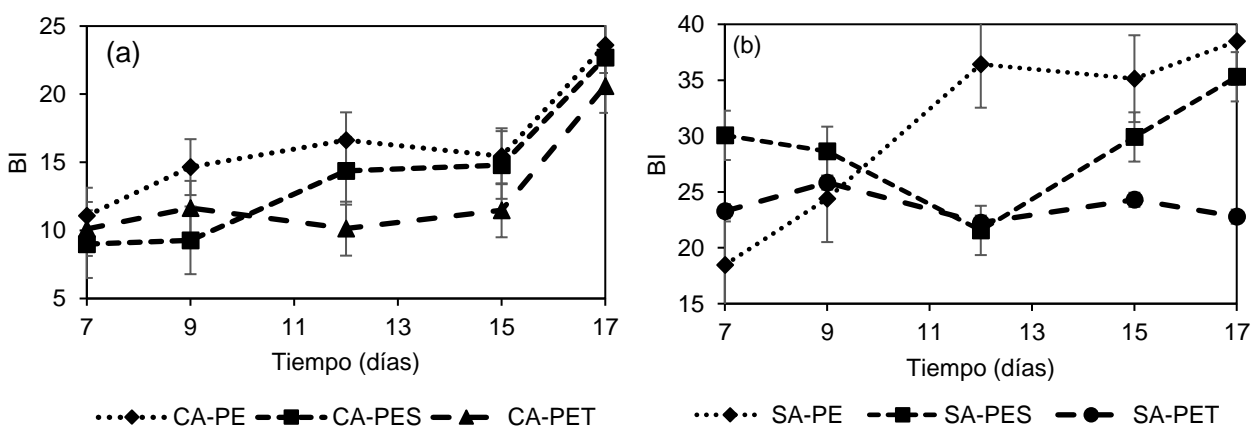 (a)
BI
25
20
15
10
5
7 9 11 13 15 17
Tiempo (días)
CA-PE CA-PES CA-PET
(b)
BI
40
35
30
25
20
15
7 9 11 13 15 17
Tiempo (días)
SA-PE SA-PES SA-PET